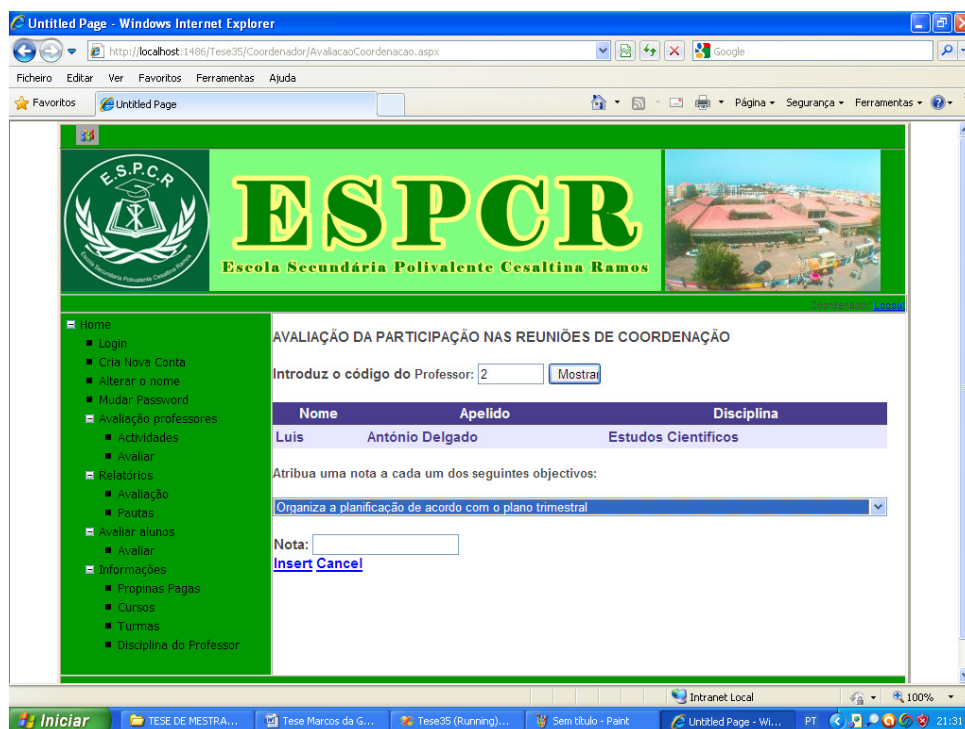 Untitled Page - Windows Internet Explorer
http://localhost:1486/Tese35/Coordenador/AvaliacaoCoordenacao.aspx
Google
Ficheiro Editar Ver Favoritos Ferramentas Ajuda
Favoritos Untitled Page Página Segurança Ferramentas
E.S.P.C.R
Escola Secundária Polivalente Cesaltina Ramos
ESPCR
Escola Secundária Polivalente Cesaltina Ramos
Coordenador Logout
Home
Login
Cria Nova Conta
Alterar o nome
Mudar Password
Avaliação professores
Actividades
Avaliar
Relatórios
Avaliação
Pautas
Avaliar alunos
Avaliar
Informações
Propinas Pagas
Cursos
Turmas
Disciplina do Professor
AVALIAÇÃO DA PARTICIPAÇÃO NAS REUNIÕES DE COORDENAÇÃO
Introduz o código do Professor: 2 Mostrar
Nome Apelido Disciplina
Luís António Delgado Estudos Científicos
Atribua uma nota a cada um dos seguintes objectivos:
Organiza a planificação de acordo com o plano trimestral
Nota:
Insert Cancel
Intranet Local 100%
Iniciar TESE DE MESTRA... Tese Marcos da G... Tese35 (Running)... Sem título - Paint Untitled Page - Wi... PT 21:31